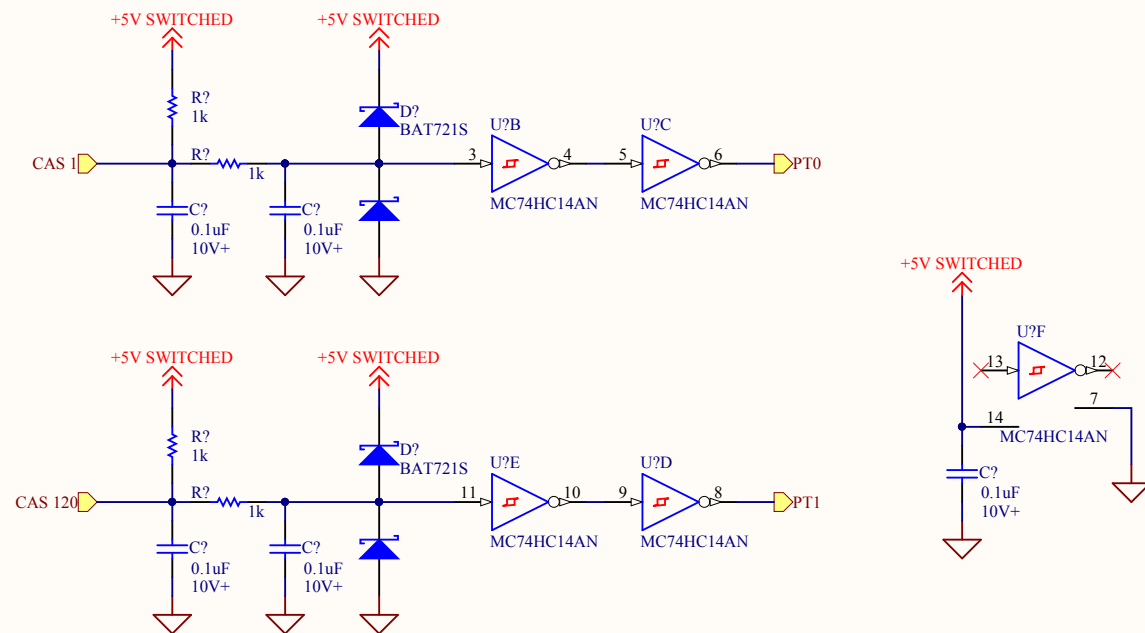 +5V SWITCHED
+5V SWITCHED
R?
1k
D?
BAT721S
U?B
U?C
CAS 1
R?
1k
3
4
5
6
PT0
MC74HC14AN
MC74HC14AN
C?
0.1uF
10V+
C?
0.1uF
10V+
+5V SWITCHED
U?F
13
12
7
14
MC74HC14AN
C?
0.1uF
10V+
+5V SWITCHED
+5V SWITCHED
R?
1k
D?
BAT721S
U?E
U?D
CAS 120
R?
1k
11
10
9
8
PT1
MC74HC14AN
MC74HC14AN
C?
0.1uF
10V+
C?
0.1uF
10V+